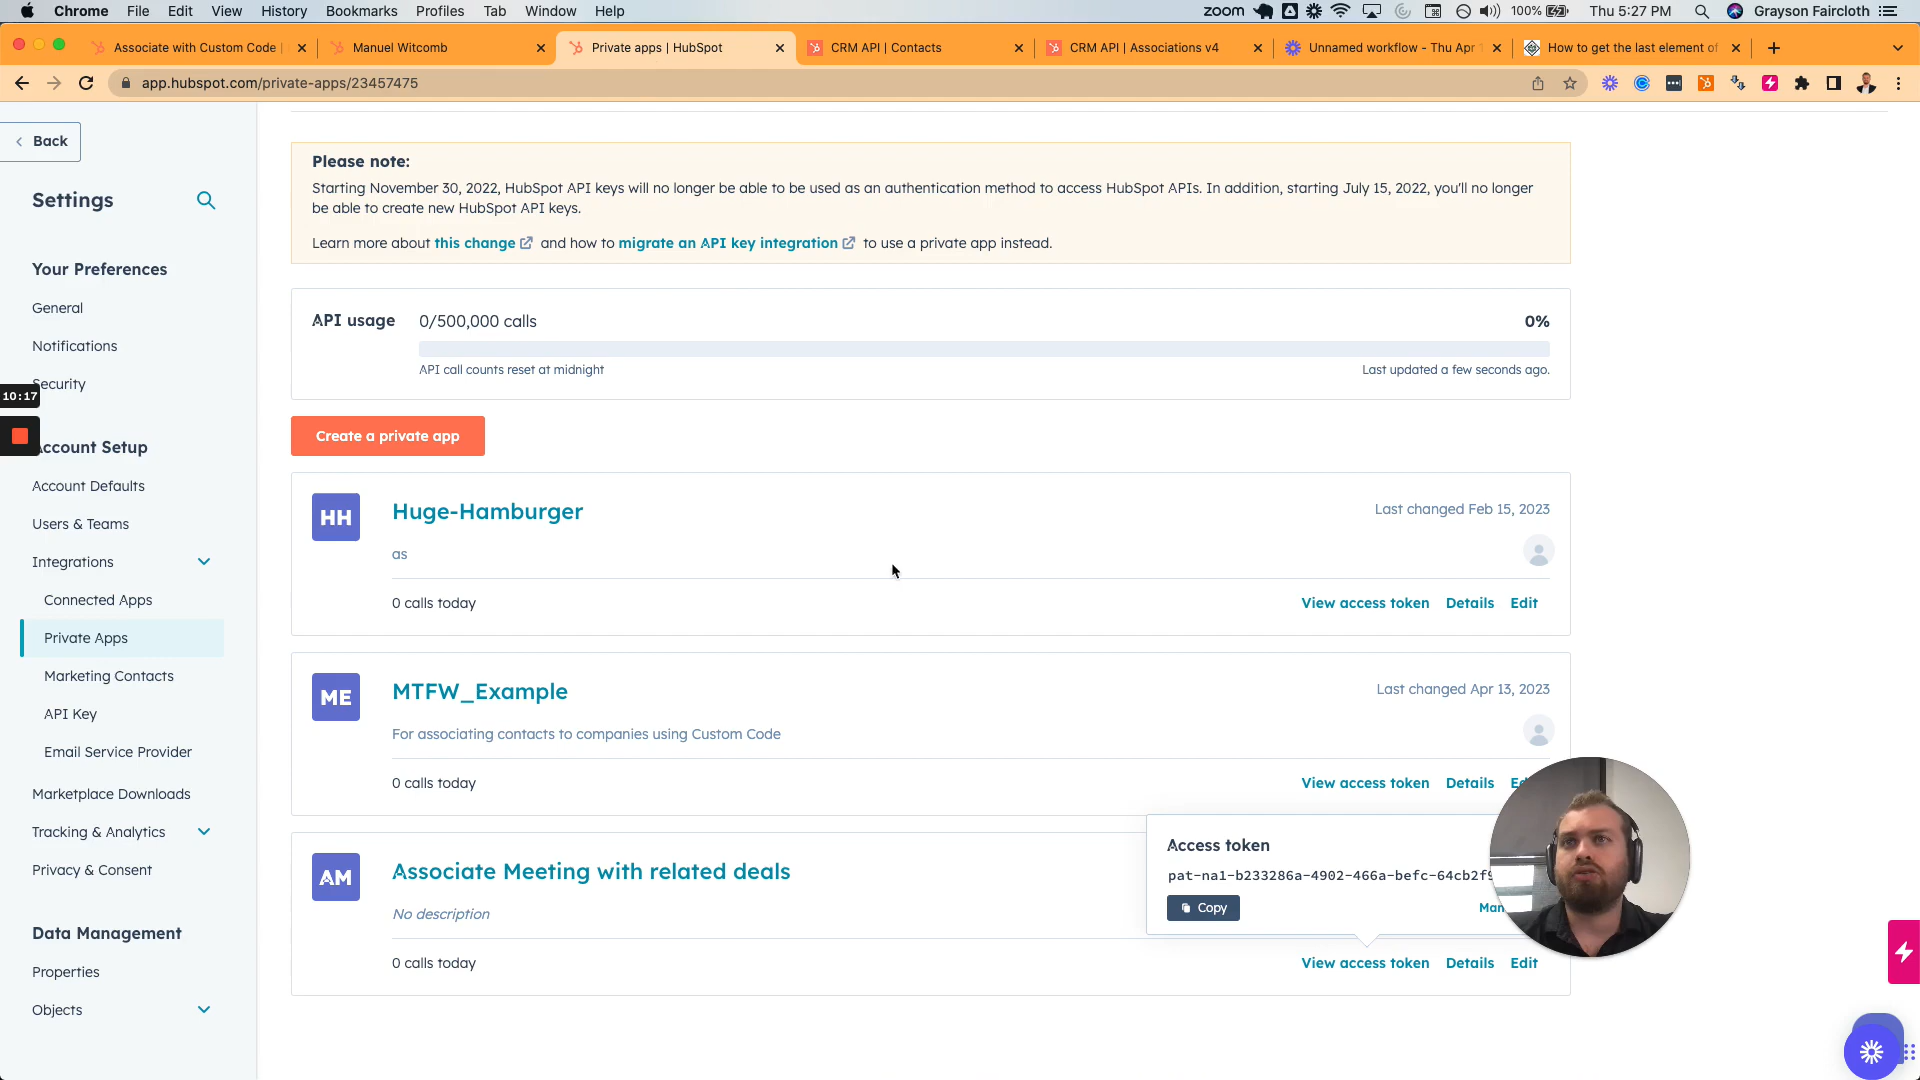 Chrome File Edit View History Bookmarks Profiles Tab Window Help zoom 100% Thu 5:27 PM Grayson Faircloth
Associate with Custom Code |
Manuel Witcomb
Private apps | HubSpot
CRM API | Contacts
CRM API | Associations v4
Unnamed workflow - Thu Apr
How to get the last element of
app.hubspot.com/private-apps/23457475
Back
Settings
Your Preferences
General
Notifications
Security
10:17
Account Setup
Account Defaults
Users & Teams
Integrations
Connected Apps
Private Apps
Marketing Contacts
API Key
Email Service Provider
Marketplace Downloads
Tracking & Analytics
Privacy & Consent
Data Management
Properties
Objects
Please note:
Starting November 30, 2022, HubSpot API keys will no longer be able to be used as an authentication method to access HubSpot APIs. In addition, starting July 15, 2022, you'll no longer
be able to create new HubSpot API keys.
Learn more about this change and how to migrate an API key integration to use a private app instead.
API usage 0/500,000 calls 0%
API call counts reset at midnight Last updated a few seconds ago.
Create a private app
HH Huge-Hamburger Last changed Feb 15, 2023
as
0 calls today View access token Details Edit
ME MTFW_Example Last changed Apr 13, 2023
For associating contacts to companies using Custom Code
0 calls today View access token Details
Access token
pat-na1-b233286a-4902-466a-befc-64cb2f9
Copy
AM Associate Meeting with related deals
No description
0 calls today View access token Details Edit